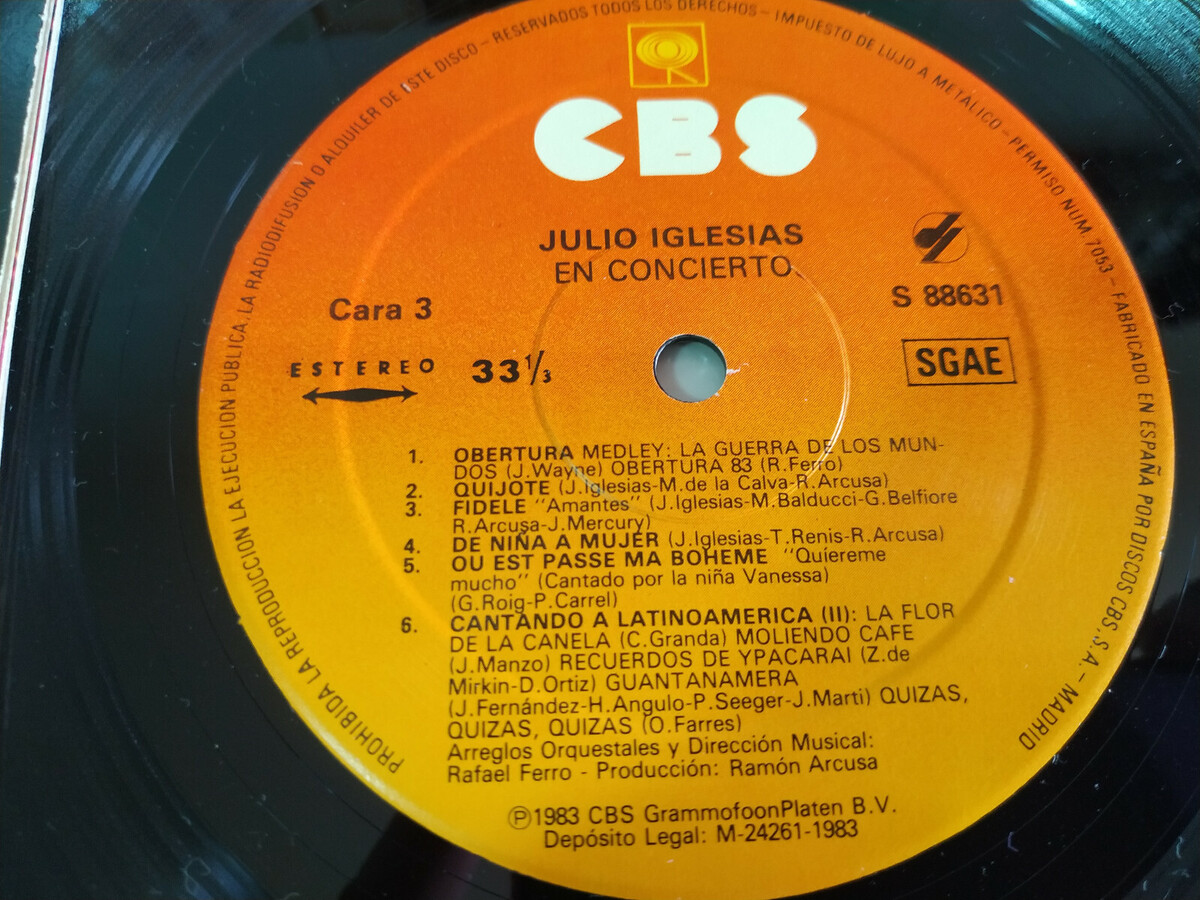 PROHIBIDA LA REPRODUCCION LA EJECUCION PUBLICA. LA RADIODIFUSION O ALQUILER DE ESTE DISCO – RESERVADOS TODOS LOS DERECHOS – IMPUESTO DE LUJO A METALICO – PERMISO NUM. 7053 – FABRICADO EN ESPAÑA POR DISCOS CBS. S.A. – MADRID
CBS
JULIO IGLESIAS
EN CONCIERTO
Cara 3
S 88631
ESTEREO 33 1/3
SGAE
1. OBERTURA MEDLEY: LA GUERRA DE LOS MUN-
DOS (J.Wayne) OBERTURA 83 (R.Ferro)
2. QUIJOTE (J.Iglesias-M.de la Calva-R.Arcusa)
3. FIDELE "Amantes" (J.Iglesias-M.Balducci-G.Belfiore
R.Arcusa-J.Mercury)
4. DE NIÑA A MUJER (J.Iglesias-T.Renis-R.Arcusa)
5. OU EST PASSE MA BOHEME "Quíereme
mucho" (Cantado por la niña Vanessa)
(G.Roig-P.Carrel)
6. CANTANDO A LATINOAMERICA (II): LA FLOR
DE LA CANELA (C.Granda) MOLIENDO CAFE
(J.Manzo) RECUERDOS DE YPACARAI (Z.de
Mirkin-D.Ortiz) GUANTANAMERA
(J.Fernández-H.Angulo-P.Seeger-J.Marti) QUIZAS,
QUIZAS, QUIZAS (O.Farres)
Arreglos Orquestales y Dirección Musical:
Rafael Ferro - Producción: Ramón Arcusa
℗1983 CBS GrammofoonPlaten B.V.
Depósito Legal: M-24261-1983